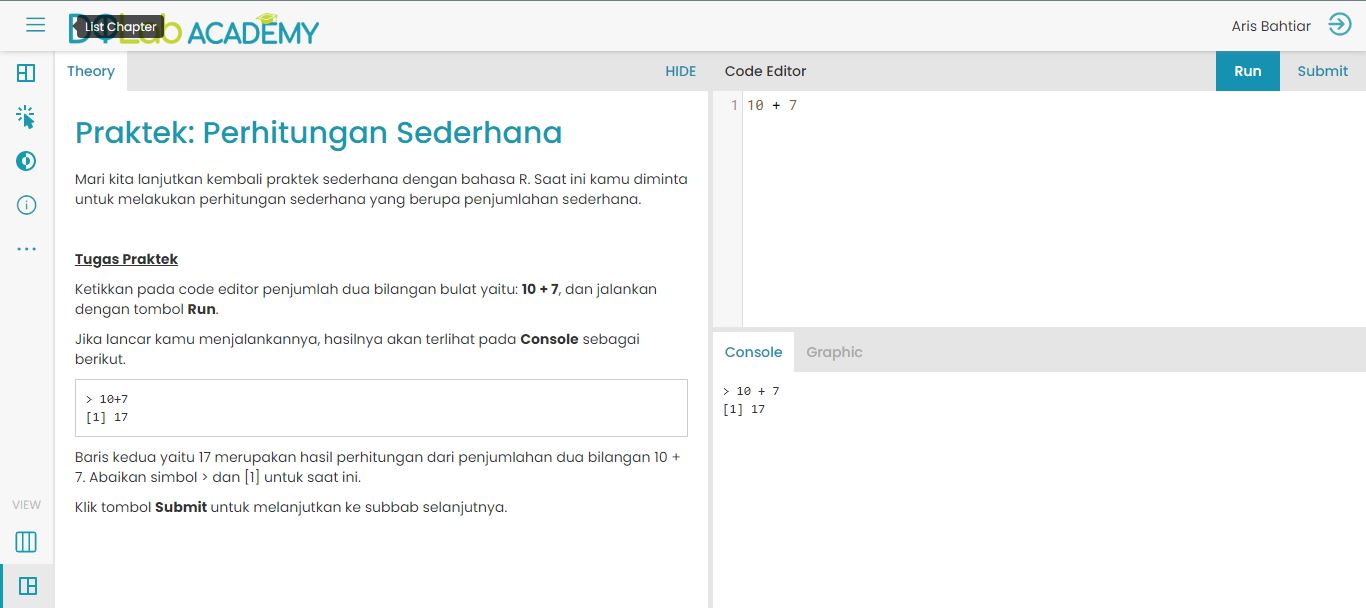 List Chapter
ACADEMY
Aris Bahtiar
Theory
HIDE
Praktek: Perhitungan Sederhana
Mari kita lanjutkan kembali praktek sederhana dengan bahasa R. Saat ini kamu diminta
untuk melakukan perhitungan sederhana yang berupa penjumlahan sederhana.
Tugas Praktek
Ketikkan pada code editor penjumlah dua bilangan bulat yaitu: 10 + 7, dan jalankan
dengan tombol Run.
Jika lancar kamu menjalankannya, hasilnya akan terlihat pada Console sebagai
berikut.
> 10+7
[1] 17
Baris kedua yaitu 17 merupakan hasil perhitungan dari penjumlahan dua bilangan 10 +
7. Abaikan simbol > dan [1] untuk saat ini.
Klik tombol Submit untuk melanjutkan ke subbab selanjutnya.
VIEW
Code Editor
Run
Submit
1 10 + 7
Console
Graphic
> 10 + 7
[1] 17